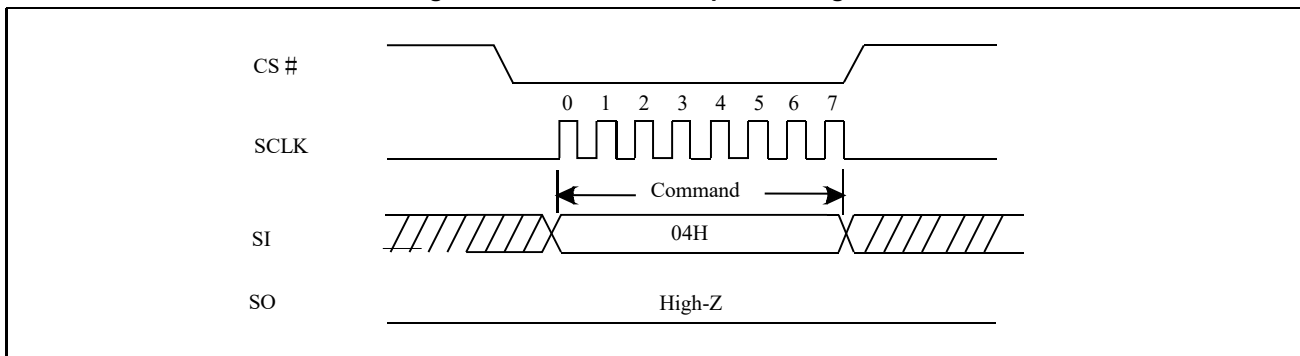 CS #
0 1 2 3 4 5 6 7
SCLK
Command
SI
04H
SO
High-Z